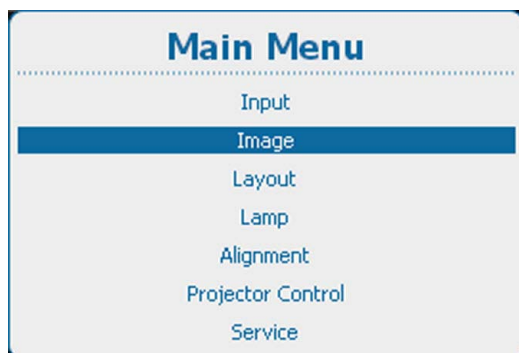 Main Menu
Input
Image
Layout
Lamp
Alignment
Projector Control
Service